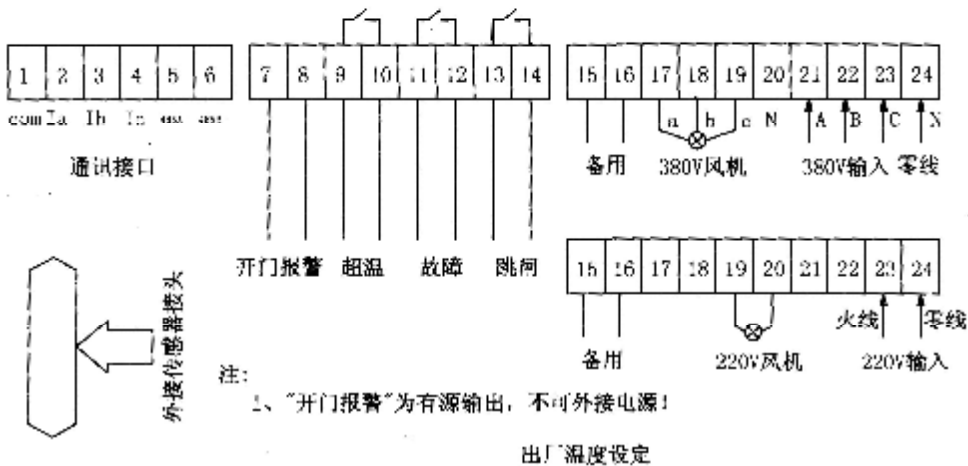 1 2 3 4 5 6
com Ia Ib In
通讯接口
7 8 9 10 11 12 13 14
开门报警 超温 故障 跳闸
15 16 17 18 19 20 21 22 23 24
a b c N A B C N
备用 380V风机 380V输入 零线
15 16 17 18 19 20 21 22 23 24
火线 零线
备用 220V风机 220V输入
外接传感器接头
注:
1、"开门报警"为有源输出，不可外接电源!
出厂温度设定